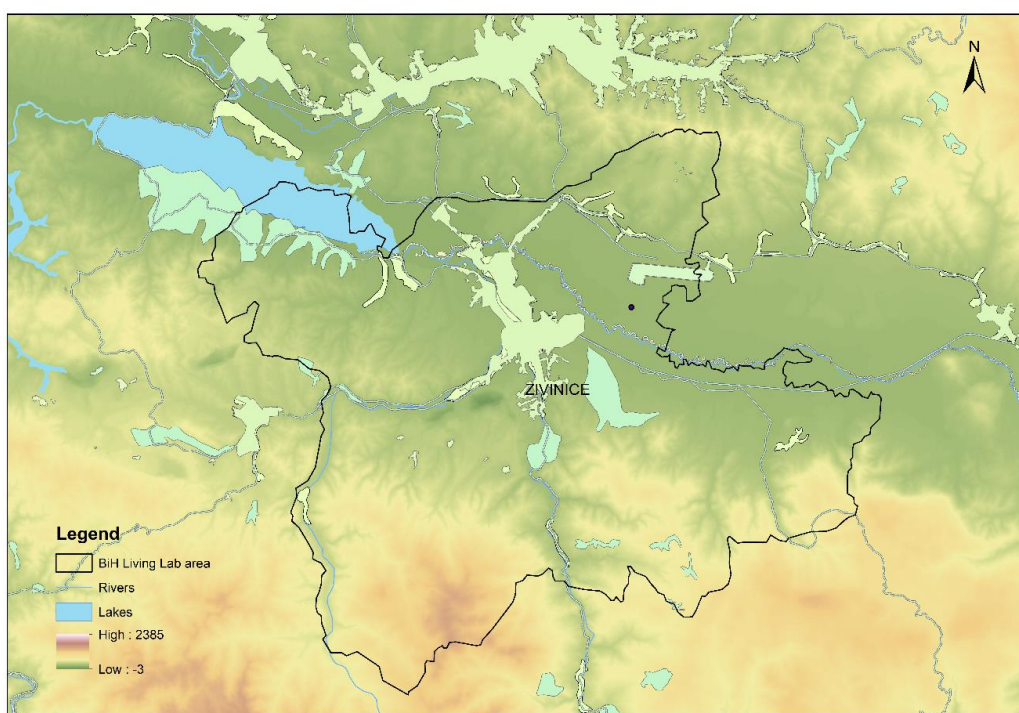 N
ZIVINICE
Legend
BiH Living Lab area
Rivers
Lakes
High : 2385
Low : -3